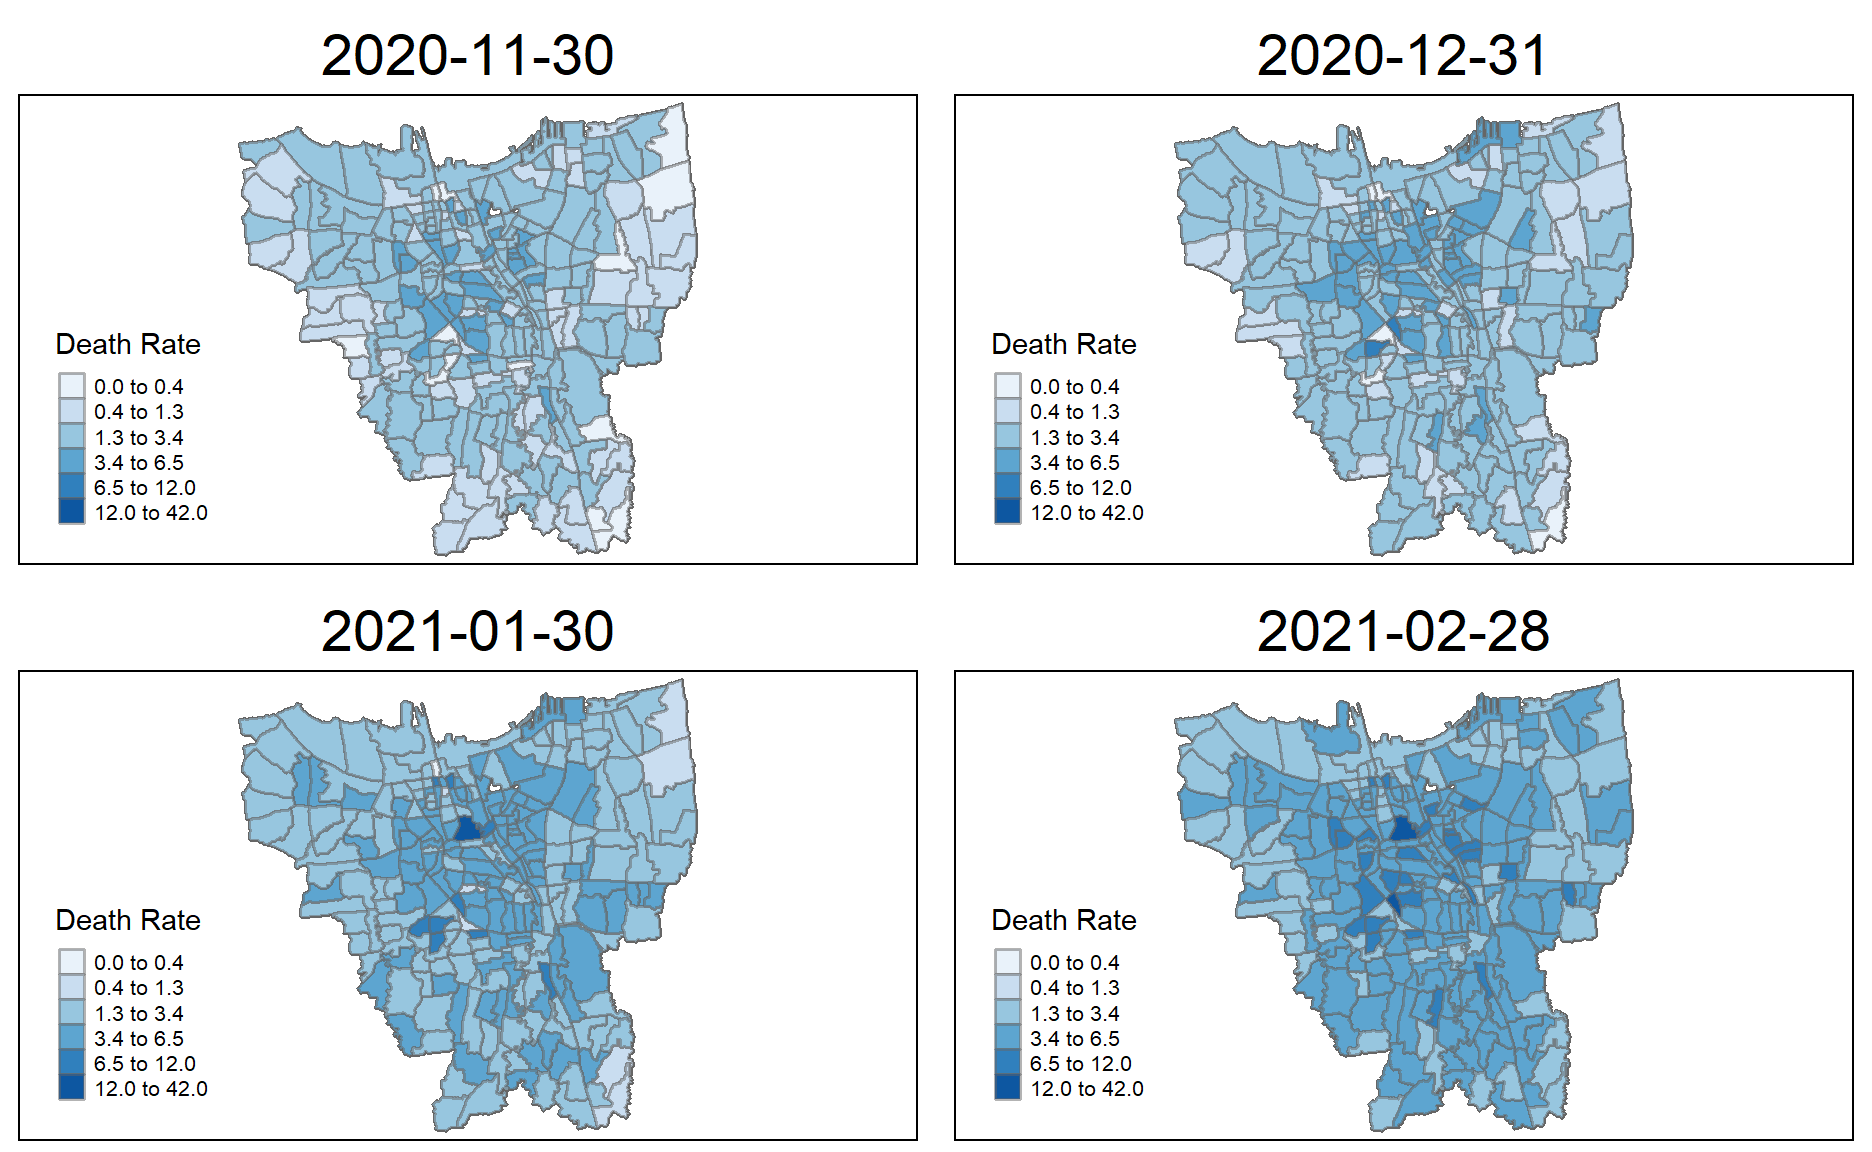 2020-11-30
Death Rate
0.0 to 0.4
0.4 to 1.3
1.3 to 3.4
3.4 to 6.5
6.5 to 12.0
12.0 to 42.0
2020-12-31
Death Rate
0.0 to 0.4
0.4 to 1.3
1.3 to 3.4
3.4 to 6.5
6.5 to 12.0
12.0 to 42.0
2021-01-30
Death Rate
0.0 to 0.4
0.4 to 1.3
1.3 to 3.4
3.4 to 6.5
6.5 to 12.0
12.0 to 42.0
2021-02-28
Death Rate
0.0 to 0.4
0.4 to 1.3
1.3 to 3.4
3.4 to 6.5
6.5 to 12.0
12.0 to 42.0